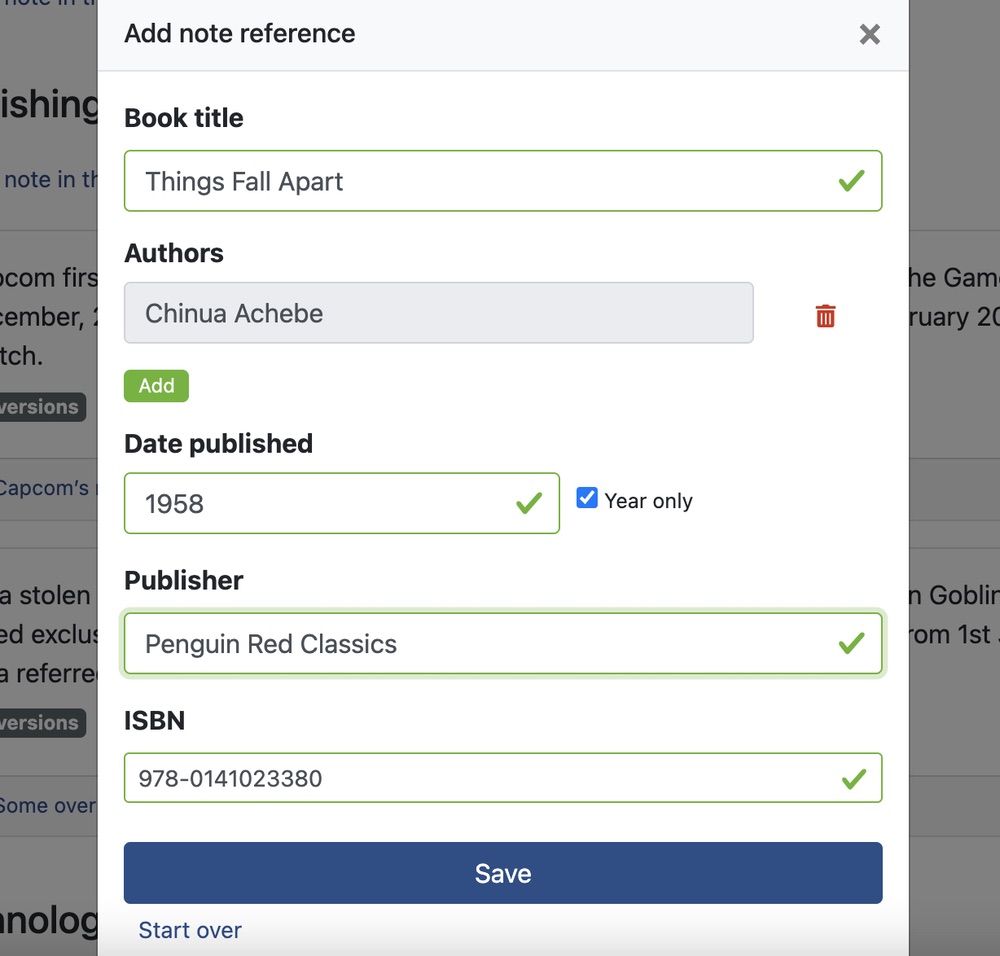 note in th
Add note reference
ishing
Book title
note in th
Things Fall Apart
Authors
pcom firs
he Gam
Chinua Achebe
cember, 2
ruary 20
tch.
Add
versions
Date published
Capcom's
1958
Year only
Publisher
a stolen
n Goblin
ed exclus
rom 1st
Penguin Red Classics
a referre
versions
ISBN
978-0141023380
Some over
Save
nnolog
Start over